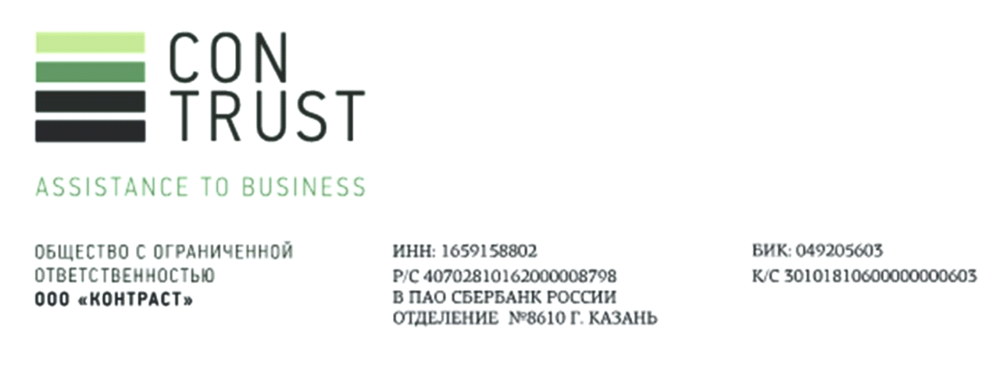 CON
TRUST
ASSISTANCE TO BUSINESS
ОБЩЕСТВО С ОГРАНИЧЕННОЙ
ОТВЕТСТВЕННОСТЬЮ
ООО «КОНТРАСТ»
ИНН: 1659158802
Р/С 40702810162000008798
В ПАО СБЕРБАНК РОССИИ
ОТДЕЛЕНИЕ №8610 Г. КАЗАНЬ
БИК: 049205603
К/С 30101810600000000603